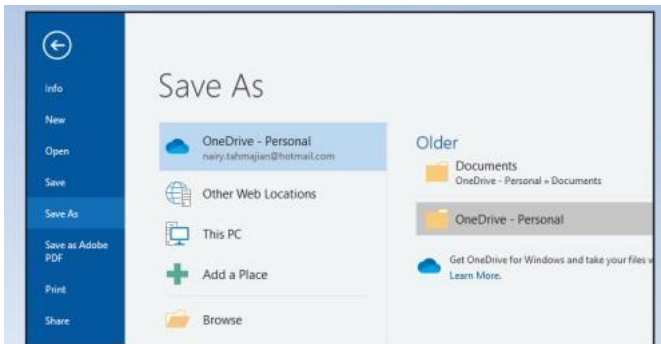 Info
New
Open
Save
Save As
Save as Adobe
PDF
Print
Share
Save As
OneDrive - Personal
nairy.tahmajian@hotmail.com
Other Web Locations
This PC
Add a Place
Browse
Older
Documents
OneDrive - Personal » Documents
OneDrive - Personal
Get OneDrive for Windows and take your files w
Learn More.